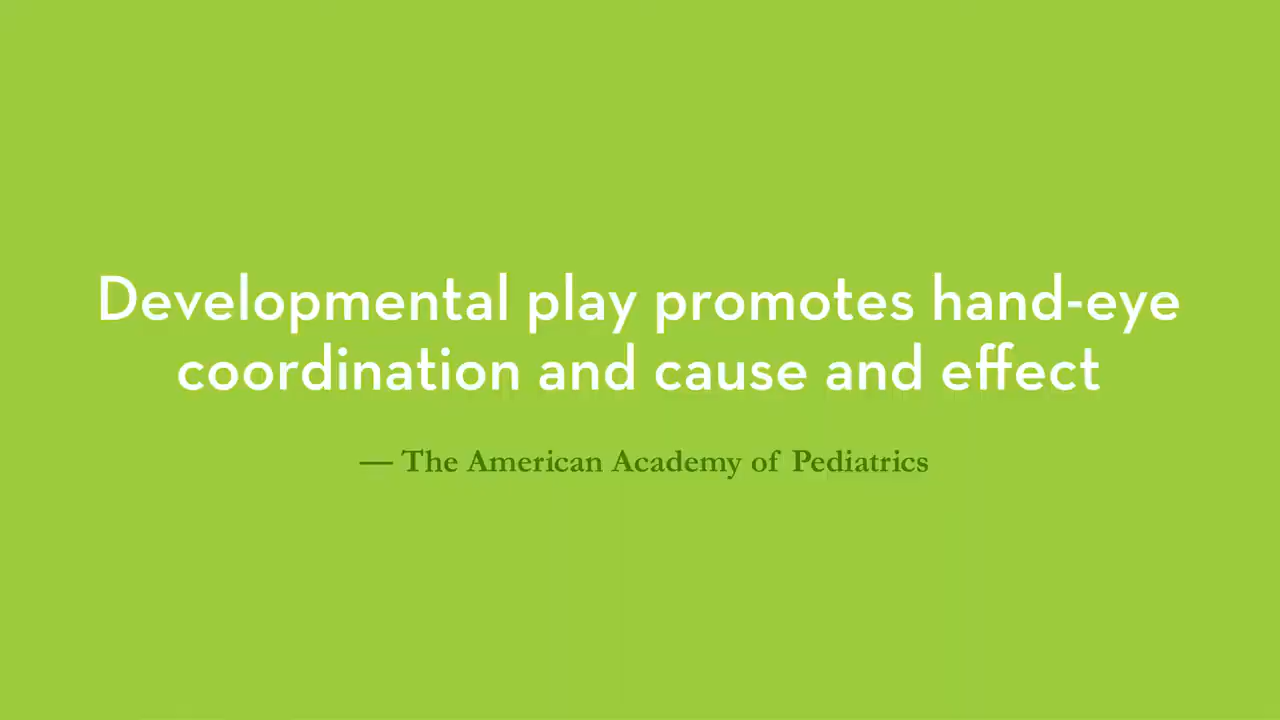 Developmental play promotes hand-eye
coordination and cause and effect
— The American Academy of Pediatrics